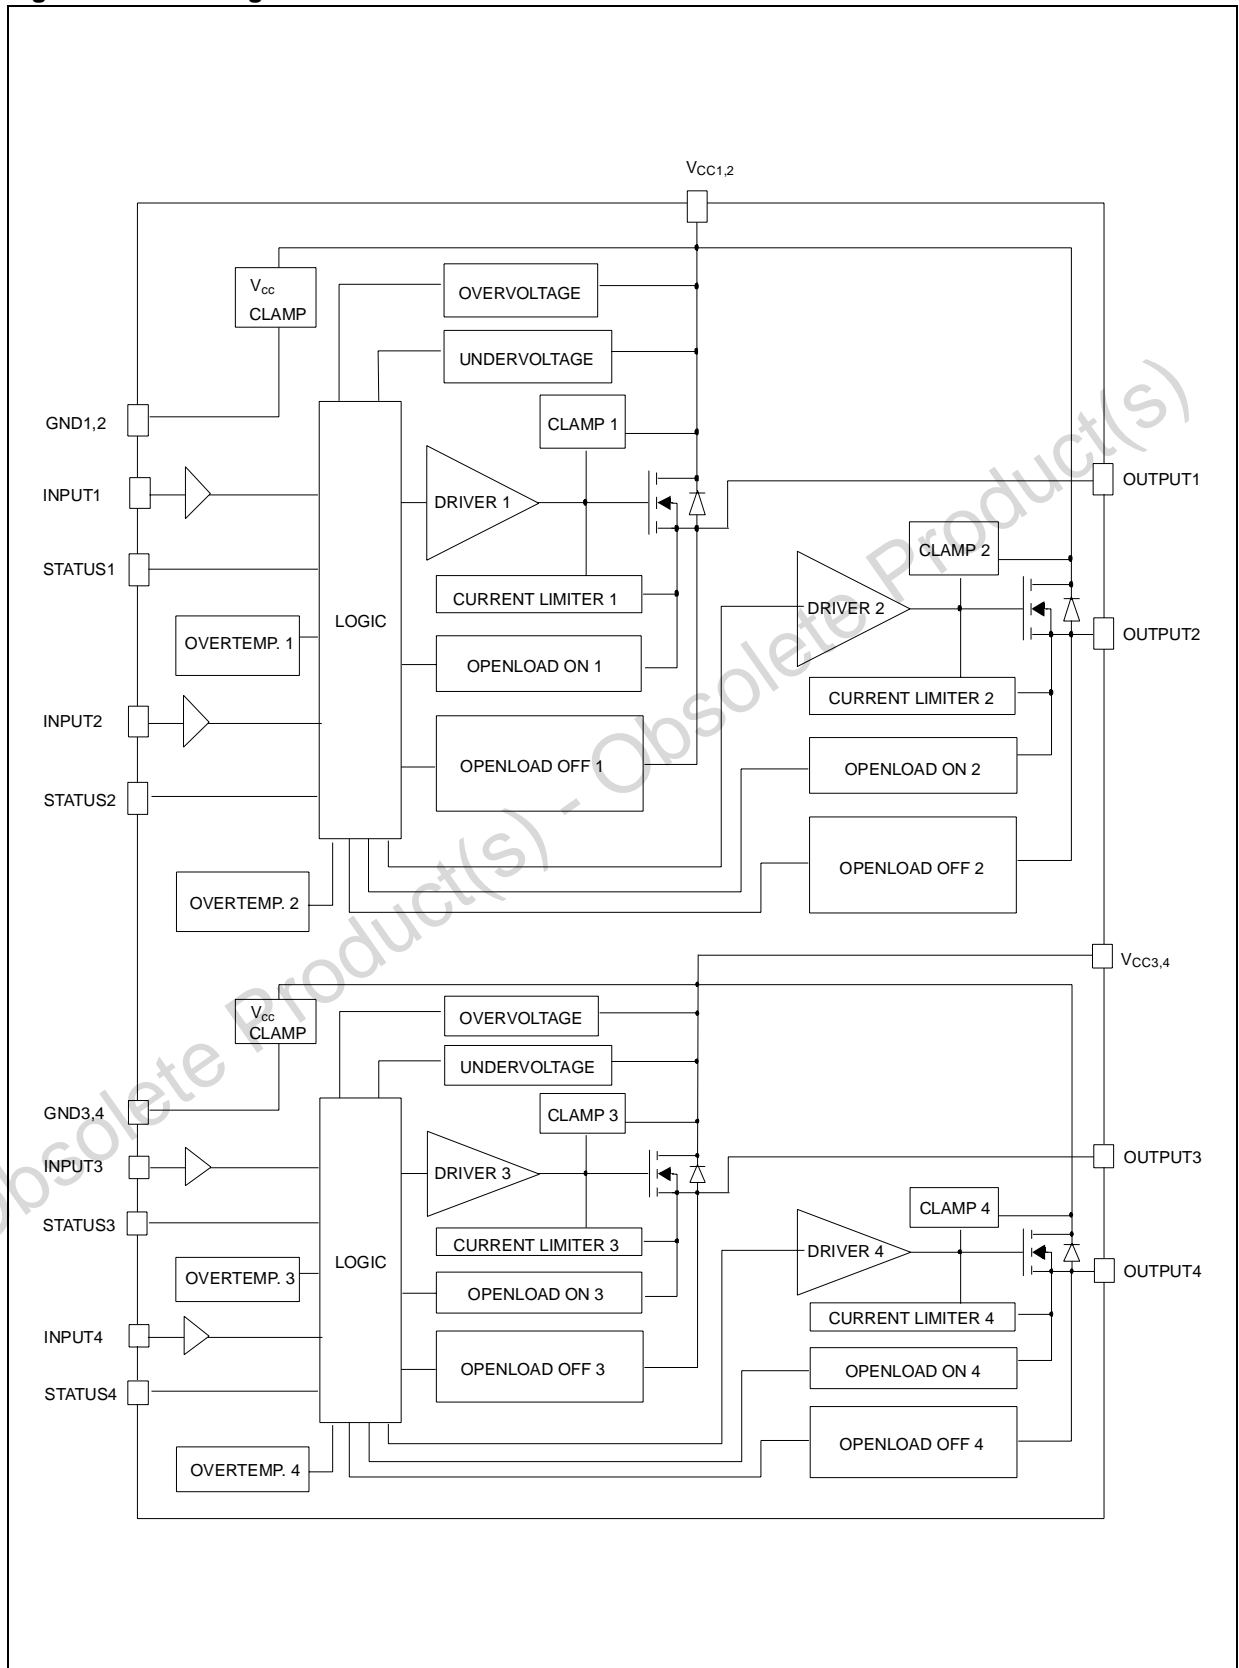 V_CC1,2
V_cc
CLAMP
OVERVOLTAGE
UNDERVOLTAGE
CLAMP 1
GND1,2
INPUT1
DRIVER 1
OUTPUT1
CLAMP 2
STATUS1
CURRENT LIMITER 1
DRIVER 2
LOGIC
OVERTEMP. 1
OUTPUT2
OPENLOAD ON 1
CURRENT LIMITER 2
INPUT2
OPENLOAD OFF 1
OPENLOAD ON 2
STATUS2
OPENLOAD OFF 2
OVERTEMP. 2
V_CC3,4
V_cc
CLAMP
OVERVOLTAGE
UNDERVOLTAGE
GND3,4
CLAMP 3
INPUT3
DRIVER 3
OUTPUT3
CLAMP 4
STATUS3
CURRENT LIMITER 3
DRIVER 4
LOGIC
OVERTEMP. 3
OUTPUT4
OPENLOAD ON 3
CURRENT LIMITER 4
INPUT4
OPENLOAD OFF 3
OPENLOAD ON 4
STATUS4
OPENLOAD OFF 4
OVERTEMP. 4
Obsolete Product(s) - Obsolete Product(s)